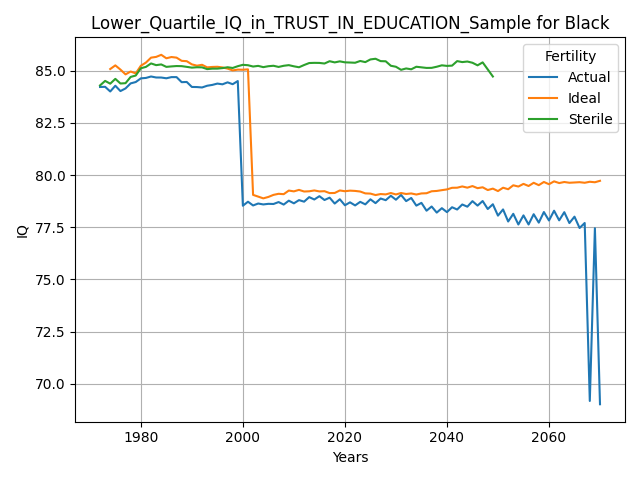 Lower_Quartile_IQ_in_TRUST_IN_EDUCATION_Sample for Black
Fertility
Actual
Ideal
Sterile
IQ
85.0
82.5
80.0
77.5
75.0
72.5
70.0
1980
2000
2020
2040
2060
Years